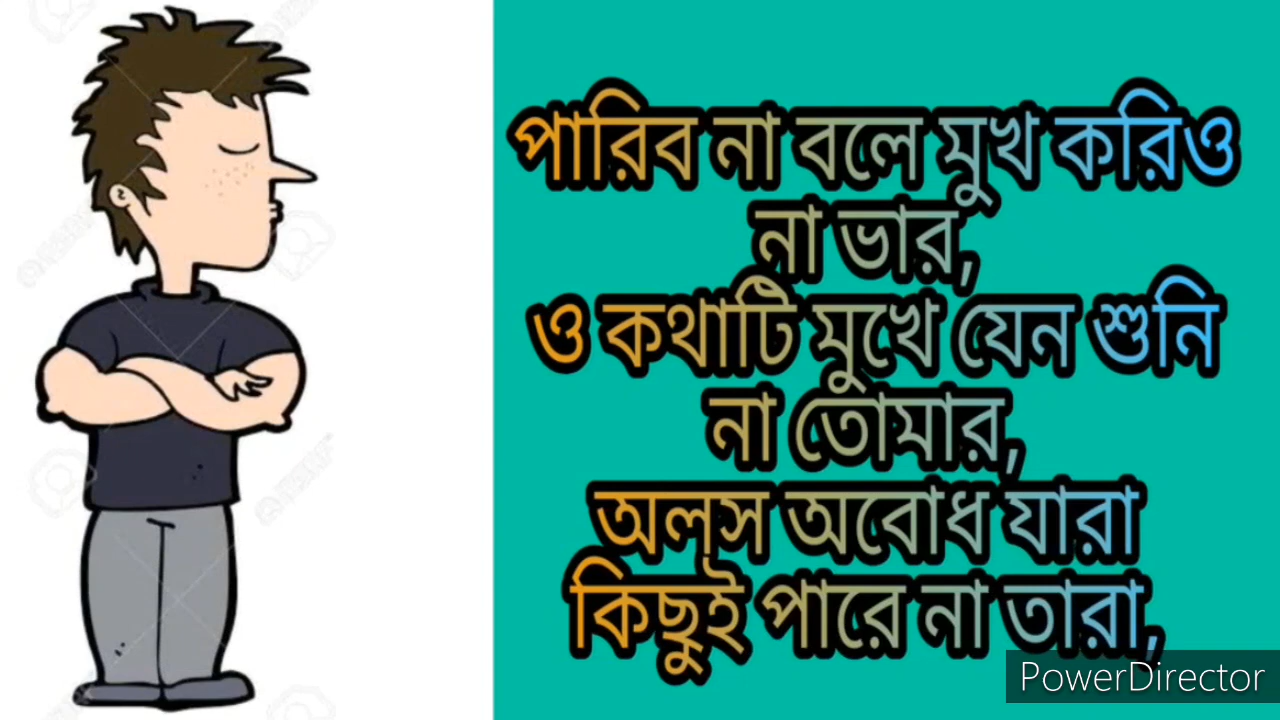 পারিব না বলে মুখ করিও
না ভার,
ও কথাটি মুখে যেন শুনি
না তোমার,
অলস অবোধ যারা
কিছুই পারে না তারা,
PowerDirector